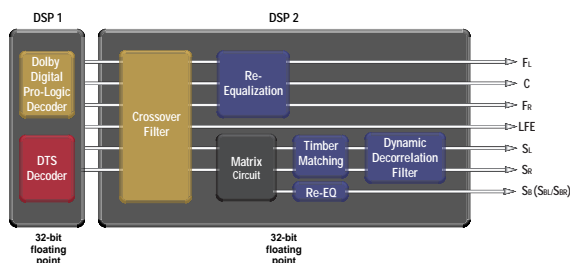 DSP 1
DSP 2
Dolby
Digital
Pro-Logic
Decoder
DTS
Decoder
Crossover
Filter
Re-
Equalization
Matrix
Circuit
Timber
Matching
Re-EQ
Dynamic
Decorrelation
Filter
FL
C
FR
LFE
SL
SR
SB (SBL/SBR)
32-bit
floating
point
32-bit
floating
point